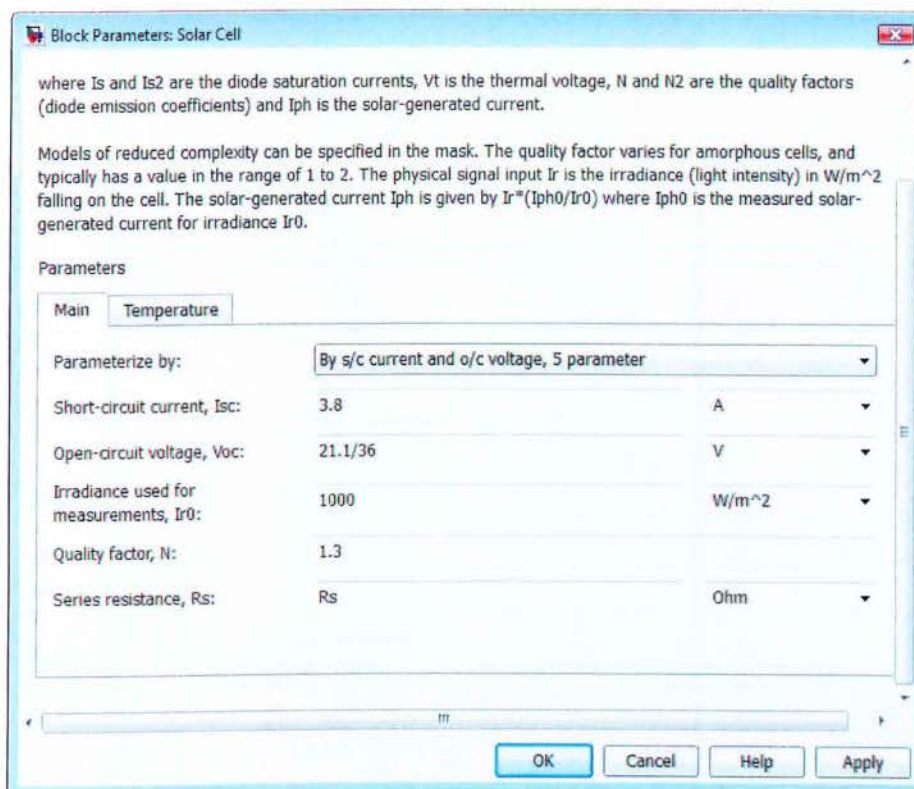 Block Parameters: Solar Cell
where Is and Is2 are the diode saturation currents, Vt is the thermal voltage, N and N2 are the quality factors
(diode emission coefficients) and Iph is the solar-generated current.
Models of reduced complexity can be specified in the mask. The quality factor varies for amorphous cells, and
typically has a value in the range of 1 to 2. The physical signal input Ir is the irradiance (light intensity) in W/m^2
falling on the cell. The solar-generated current Iph is given by Ir*(Iph0/Ir0) where Iph0 is the measured solar-
generated current for irradiance Ir0.
Parameters
Main Temperature
Parameterize by: By s/c current and o/c voltage, 5 parameter
Short-circuit current, Isc: 3.8 A
Open-circuit voltage, Voc: 21.1/36 V
Irradiance used for
measurements, Ir0: 1000 W/m^2
Quality factor, N: 1.3
Series resistance, Rs: Rs Ohm
OK Cancel Help Apply